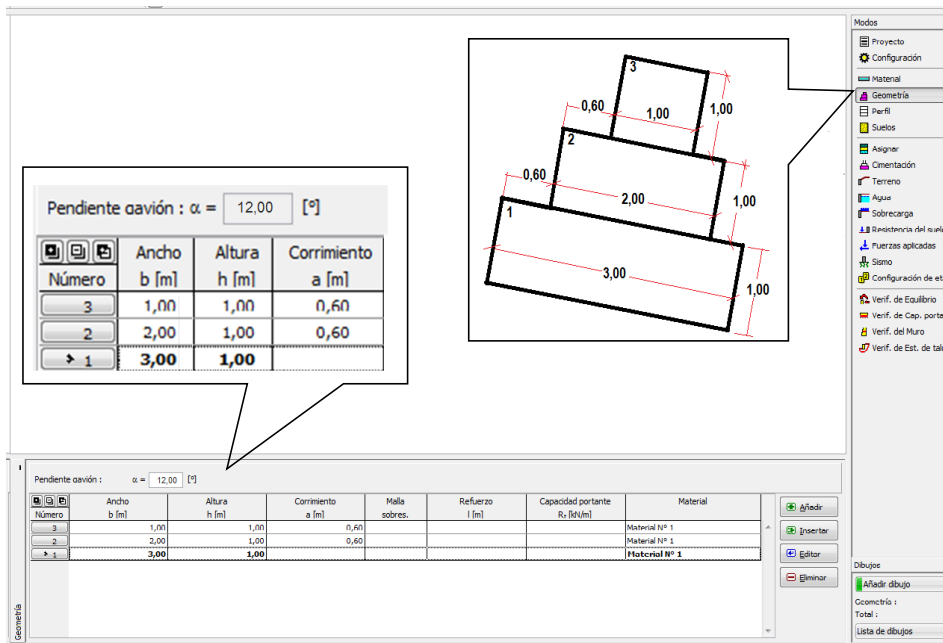 Modos
Proyecto
Configuración
Material
Geometría
Perfil
Suelos
Asignar
Cimentación
Terreno
Agua
Sobrecarga
Resistencia del suelo
Fuerzas aplicadas
Sismo
Configuración de et
Verif. de Equilibrio
Verif. de Cap. porta
Verif. del Muro
Verif. de Est. de talu
3
0,60
1,00
1,00
2
0,60
2,00
1,00
1
3,00
1,00
Pendiente gavión : α = 12,00 [º]
Ancho Altura Corrimiento
Número b [m] h [m] a [m]
3 1,00 1,00 0,60
2 2,00 1,00 0,60
1 3,00 1,00
Pendiente gavión : α = 12,00 [º]
Ancho Altura Corrimiento Malla Refuerzo Capacidad portante Material
Número b [m] h [m] a [m] sobres. l [m] [kN/m]
3 1,00 1,00 0,60 Material Nº 1
2 2,00 1,00 0,60 Material Nº 1
1 3,00 1,00 Material Nº 1
Añadir
Insertar
Editar
Eliminar
Geometría
Dibujos
Añadir dibujo
Geometría :
Total :
Lista de dibujos